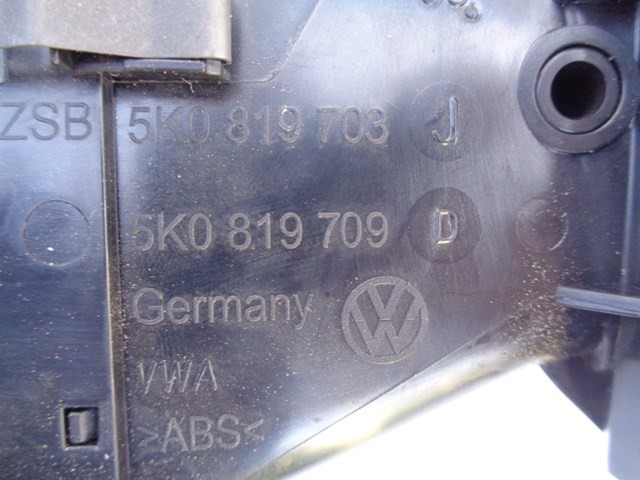 ZSB 5K0 819 703 J
5K0 819 709 D
Germany
VWA
>ABS<